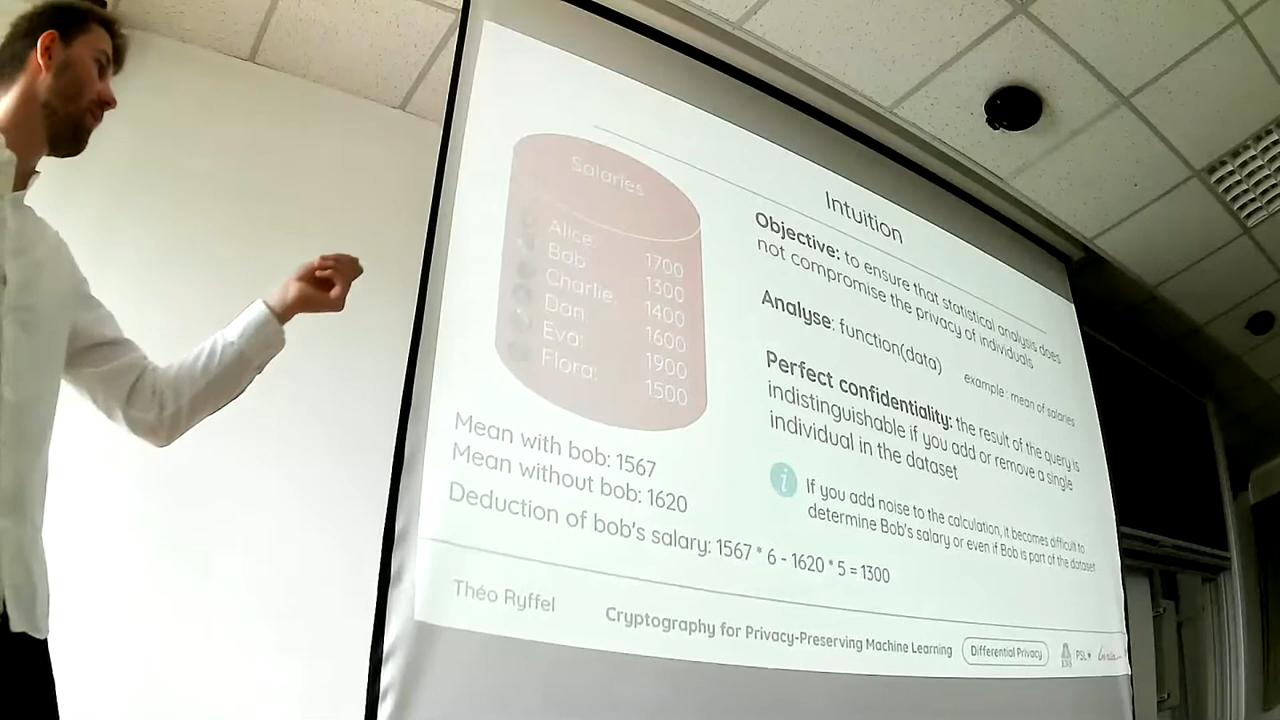 Salaries
Alice: 1700
Bob 1300
Charlie: 1400
Dan 1600
Eva: 1900
Flora: 1500
Mean with bob: 1567
Mean without bob: 1620
Deduction of bob's salary: 1567 * 6 - 1620 * 5 = 1300
Intuition
Objective: to ensure that statistical analysis does
not compromise the privacy of individuals
Analyse: function(data) example : mean of salaries
Perfect confidentiality: the result of the query is
indistinguishable if you add or remove a single
individual in the dataset
i
If you add noise to the calculation, it becomes difficult to
determine Bob's salary or even if Bob is part of the dataset
Théo Ryffel
Cryptography for Privacy-Preserving Machine Learning
Differential Privacy
ENS
PSL